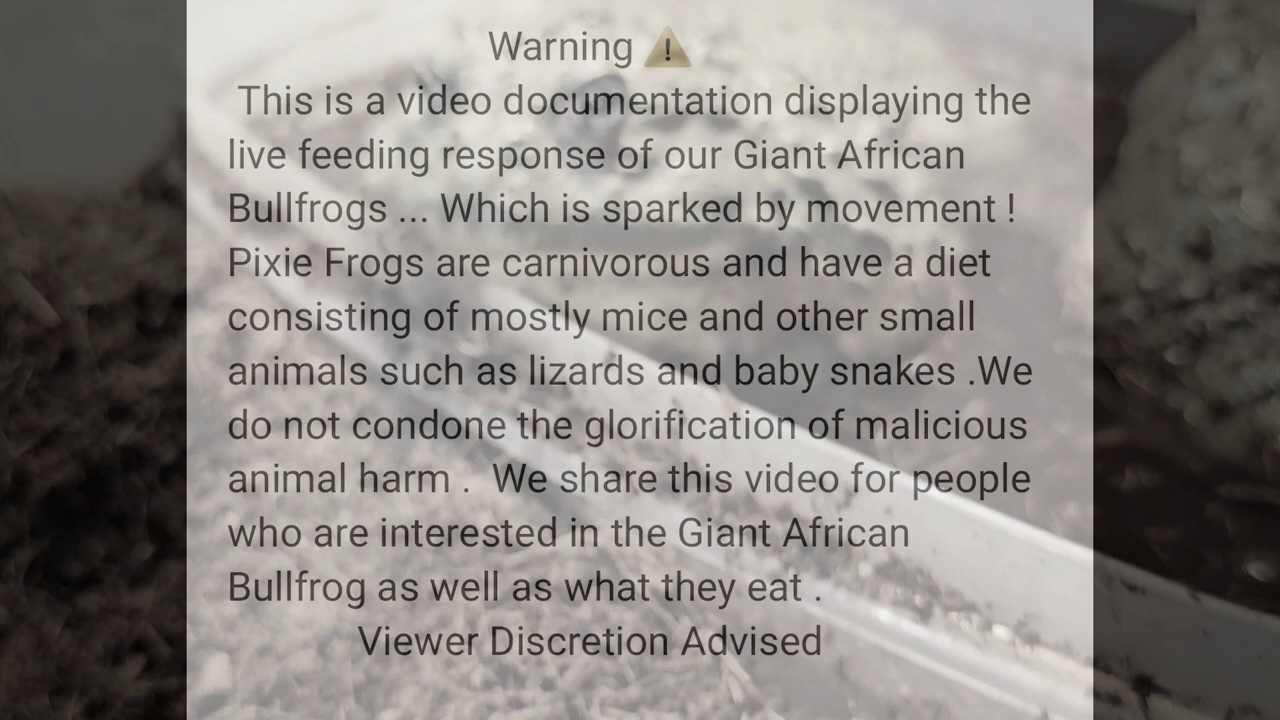 Warning ⚠️
This is a video documentation displaying the
live feeding response of our Giant African
Bullfrogs ... Which is sparked by movement !
Pixie Frogs are carnivorous and have a diet
consisting of mostly mice and other small
animals such as lizards and baby snakes .We
do not condone the glorification of malicious
animal harm .  We share this video for people
who are interested in the Giant African
Bullfrog as well as what they eat .
Viewer Discretion Advised